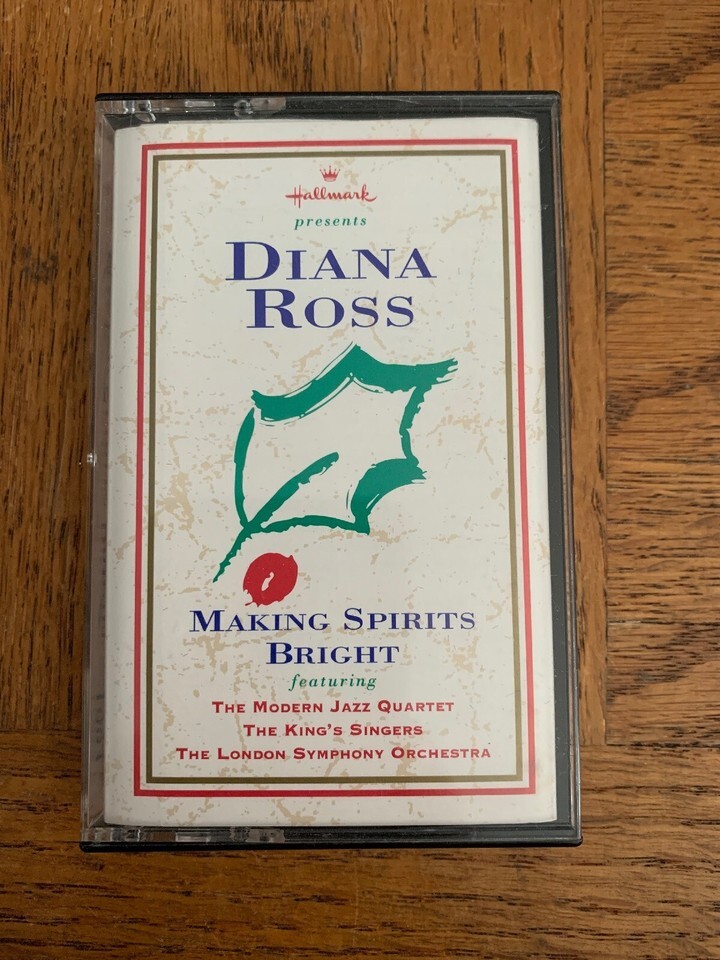 Hallmark
presents
DIANA
ROSS
MAKING SPIRITS
BRIGHT
featuring
THE MODERN JAZZ QUARTET
THE KING'S SINGERS
THE LONDON SYMPHONY ORCHESTRA